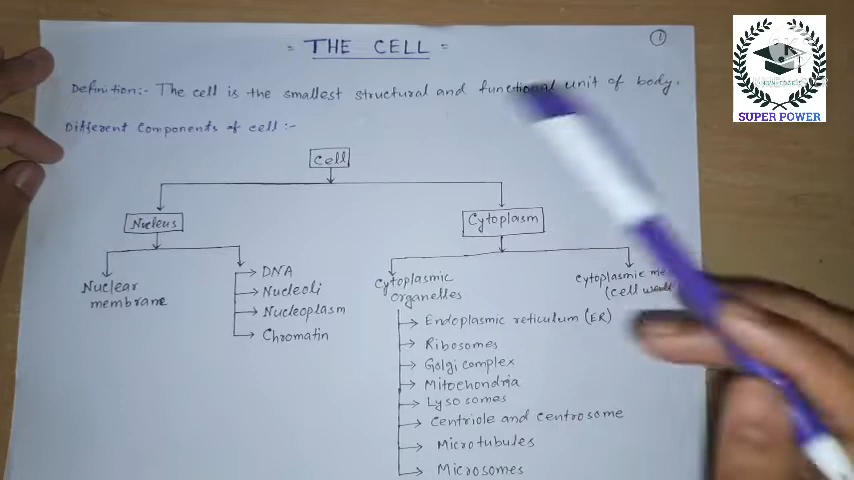 = THE CELL =
1
Definition:- The cell is the smallest structural and functional unit of body.
Different Components of cell :-
Cell
Nucleus
Cytoplasm
Nuclear membrane
DNA
Nucleoli
Nucleoplasm
Chromatin
Cytoplasmic organelles
Cytoplasmic me
(cell
Endoplasmic reticulum (ER)
Ribosomes
Golgi complex
Mitochondria
Lysosomes
Centriole and centrosome
Microtubules
Microsomes
SUPER POWER